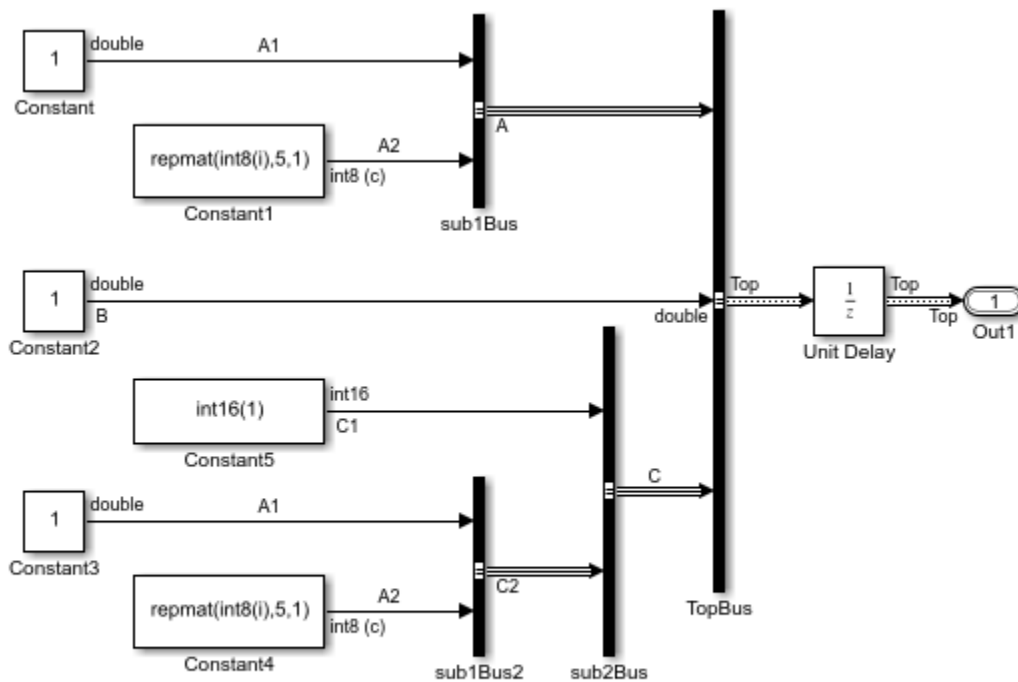 double
A1
1
Constant
A
A2
repmat(int8(i),5,1)
int8 (c)
Constant1
sub1Bus
double
1
B
Constant2
double
Top
1
z
Unit Delay
Top
Top
1
Out1
int16
int16(1)
C1
Constant5
C
double
A1
1
Constant3
C2
A2
repmat(int8(i),5,1)
int8 (c)
Constant4
sub1Bus2
sub2Bus
TopBus